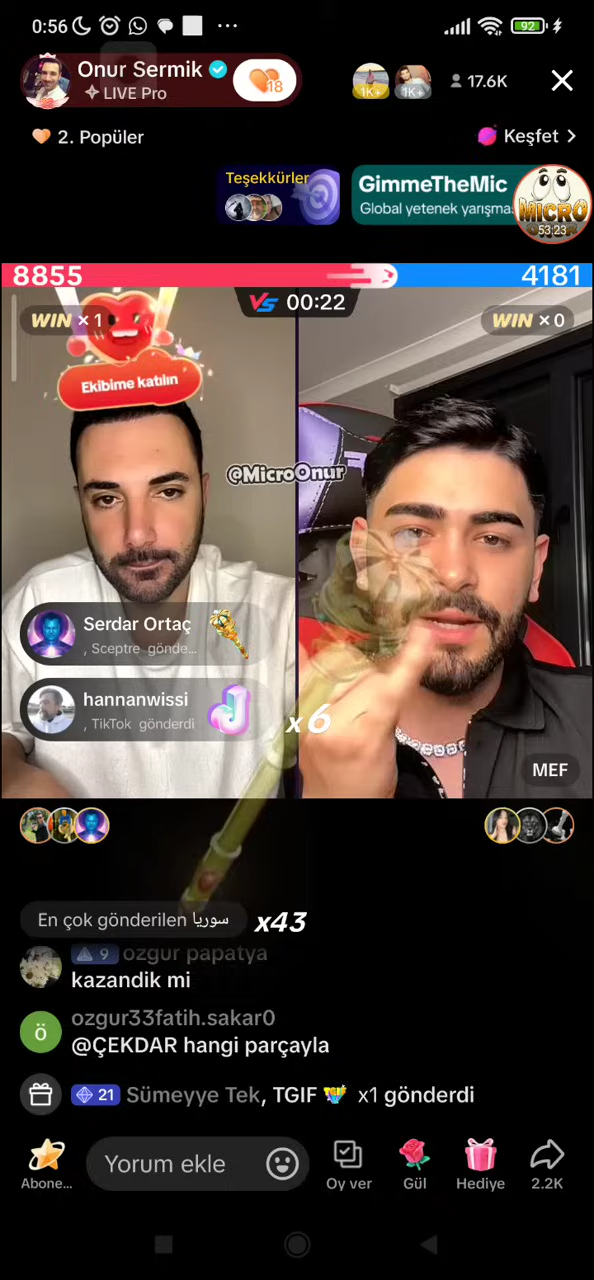 0:56
92
Onur Sermik
LIVE Pro
18
1K+
1K+
17.6K
2. Popüler
Keşfet
Teşekkürler
GimmeTheMic
Global yetenek yarışma
MICRO
53:23
8855
4181
WIN x 1
VS 00:22
WIN x 0
Ekibime katılın
@MicroOnur
Serdar Ortaç
, Sceptre gönde...
hannanwissi
, TikTok gönderdi
x6
MEF
En çok gönderilen سوريا x43
9 ozgur papatya
kazandik mi
ö
ozgur33fatih.sakar0
@ÇEKDAR hangi parçayla
21 Sümeyye Tek, TGIF x1 gönderdi
Abone...
Yorum ekle
Oy ver
Gül
Hediye
2.2K